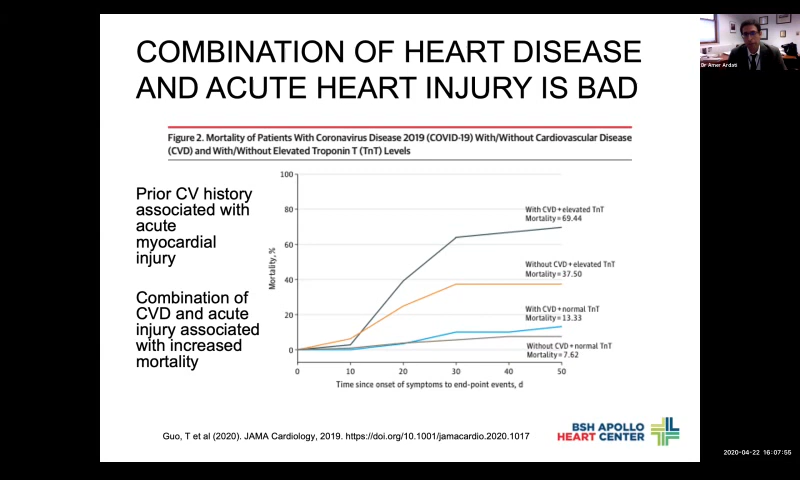 COMBINATION OF HEART DISEASE
AND ACUTE HEART INJURY IS BAD
Dr Amer Ardati
Figure 2. Mortality of Patients With Coronavirus Disease 2019 (COVID-19) With/Without Cardiovascular Disease
(CVD) and With/Without Elevated Troponin T (TnT) Levels
Prior CV history
associated with
acute
myocardial
injury
Combination of
CVD and acute
injury associated
with increased
mortality
Mortality, %
100
80
60
40
20
0
With CVD + elevated TnT
Mortality = 69.44
Without CVD + elevated TnT
Mortality = 37.50
With CVD + normal TnT
Mortality = 13.33
Without CVD + normal TnT
Mortality = 7.62
0 10 20 30 40 50
Time since onset of symptoms to end-point events, d
Guo, T et al (2020). JAMA Cardiology, 2019. https://doi.org/10.1001/jamacardio.2020.1017
BSH APOLLO
HEART CENTER
2020-04-22 16:07:55